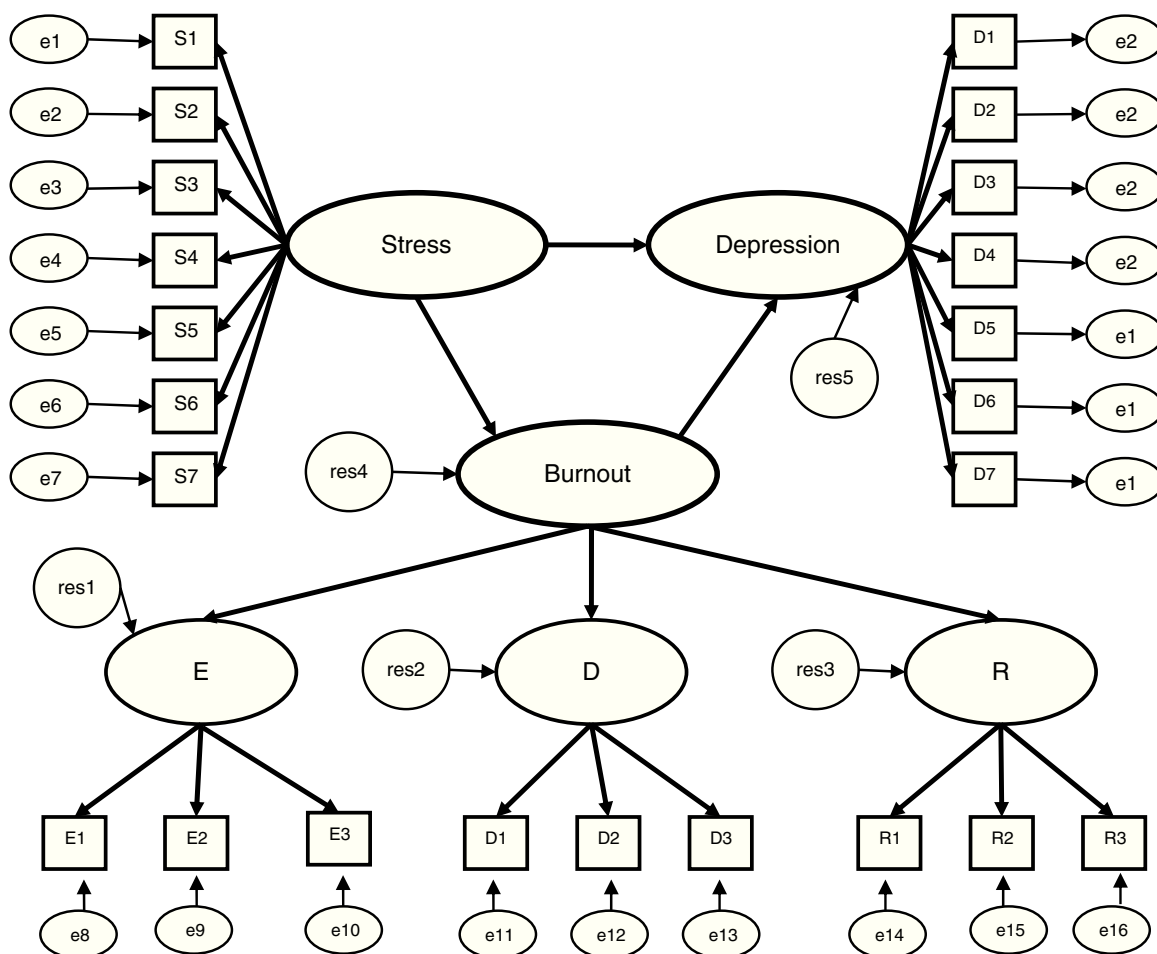 e1
S1
D1
e2
e2
S2
D2
e2
e3
S3
D3
e2
Stress
Depression
e4
S4
D4
e2
e5
S5
D5
e1
res5
e6
S6
D6
e1
res4
Burnout
e7
S7
D7
e1
res1
E
res2
D
res3
R
E1
E2
E3
D1
D2
D3
R1
R2
R3
e8
e9
e10
e11
e12
e13
e14
e15
e16